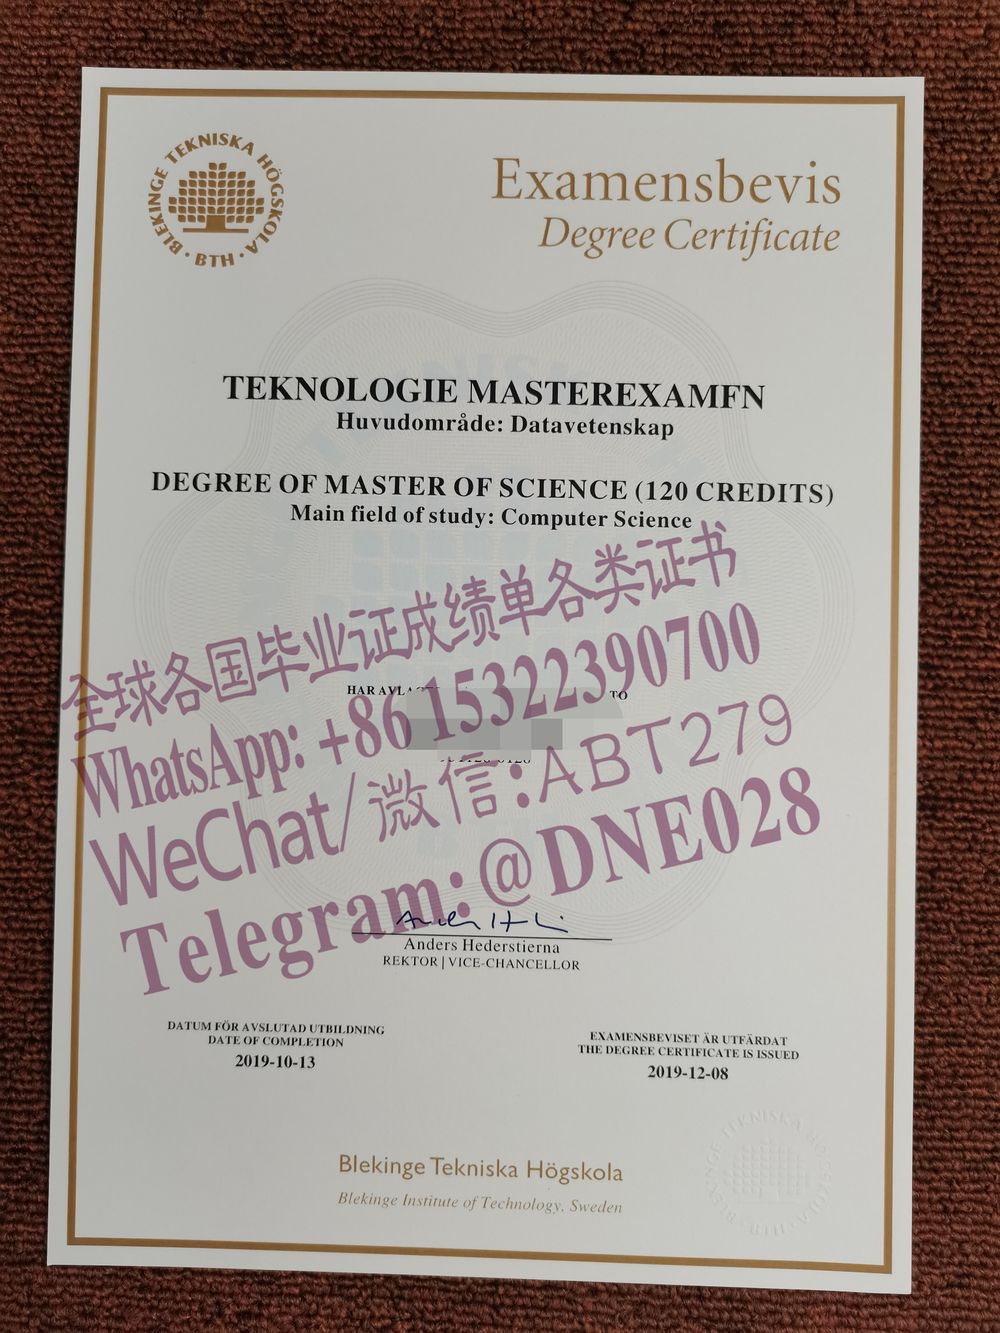 BLEKINGE TEKNISKA HÖGSKOLA
· BTH ·
Examensbevis
Degree Certificate
TEKNOLOGIE MASTEREXAMFN
Huvudområde: Datavetenskap
DEGREE OF MASTER OF SCIENCE (120 CREDITS)
Main field of study: Computer Science
全球各国毕业证成绩单各类证书
HAR
TO
WhatsApp: +86 15322390700
WeChat/微信:ABT279
Telegram:@DNE028
Anders Hederstierna
REKTOR | VICE-CHANCELLOR
DATUM FÖR AVSLUTAD UTBILDNING
DATE OF COMPLETION
2019-10-13
EXAMENSBEVISET ÄR UTFÄRDAT
THE DEGREE CERTIFICATE IS ISSUED
2019-12-08
Blekinge Tekniska Högskola
Blekinge Institute of Technology, Sweden